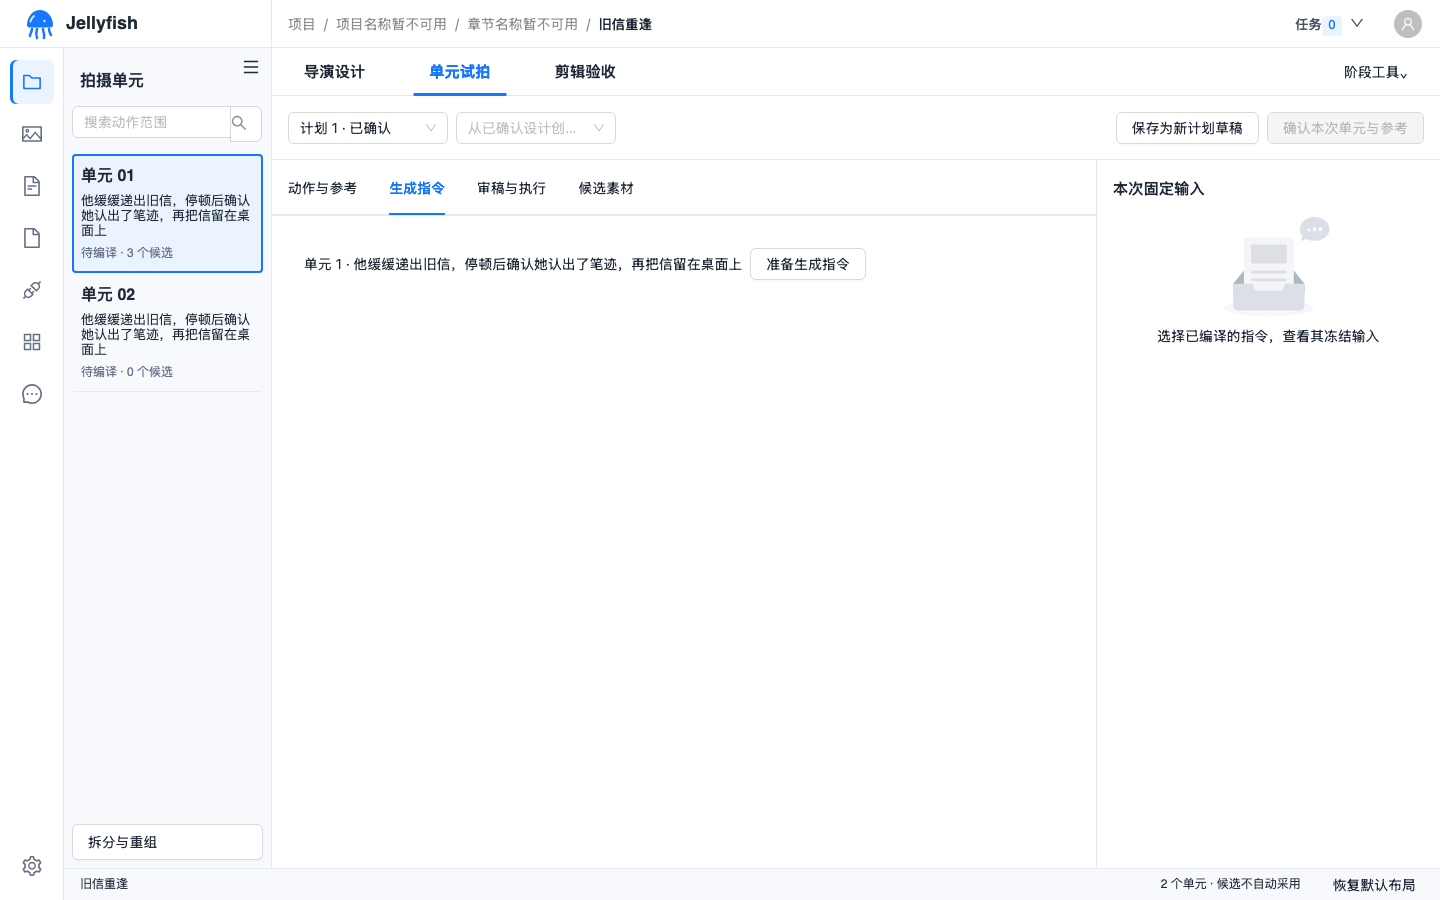 Jellyfish
项目 / 项目名称暂不可用 / 章节名称暂不可用 / 旧信重逢
任务 0
拍摄单元
导演设计
单元试拍
剪辑验收
阶段工具
搜索动作范围
计划 1 · 已确认
从已确认设计创...
保存为新计划草稿
确认本次单元与参考
单元 01
他缓缓递出旧信，停顿后确认
她认出了笔迹，再把信留在桌
面上
待编译 · 3 个候选
单元 02
他缓缓递出旧信，停顿后确认
她认出了笔迹，再把信留在桌
面上
待编译 · 0 个候选
动作与参考
生成指令
审稿与执行
候选素材
单元 1 · 他缓缓递出旧信，停顿后确认她认出了笔迹，再把信留在桌面上
准备生成指令
本次固定输入
选择已编译的指令，查看其冻结输入
拆分与重组
旧信重逢
2 个单元 · 候选不自动采用
恢复默认布局